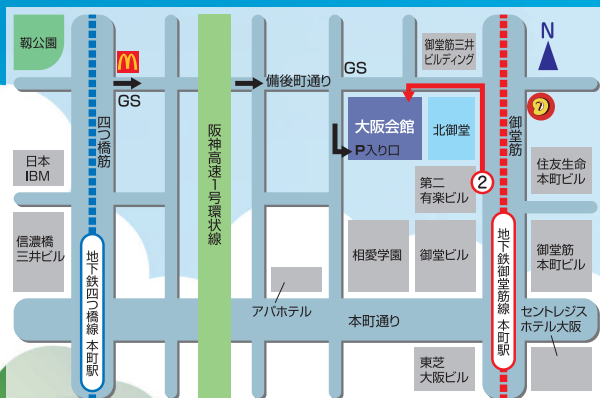 靱公園
GS
四つ橋筋
日本
IBM
信濃橋
三井ビル
地下鉄四つ橋線 本町駅
阪神高速1号環状線
備後町通り
GS
御堂筋三井
ビルディング
N
大阪会館
P入り口
北御堂
御堂筋
?
②
住友生命
本町ビル
第二
有楽ビル
相愛学園
御堂ビル
地下鉄御堂筋線 本町駅
御堂筋
本町ビル
アパホテル
本町通り
セントレジス
ホテル大阪
東芝
大阪ビル